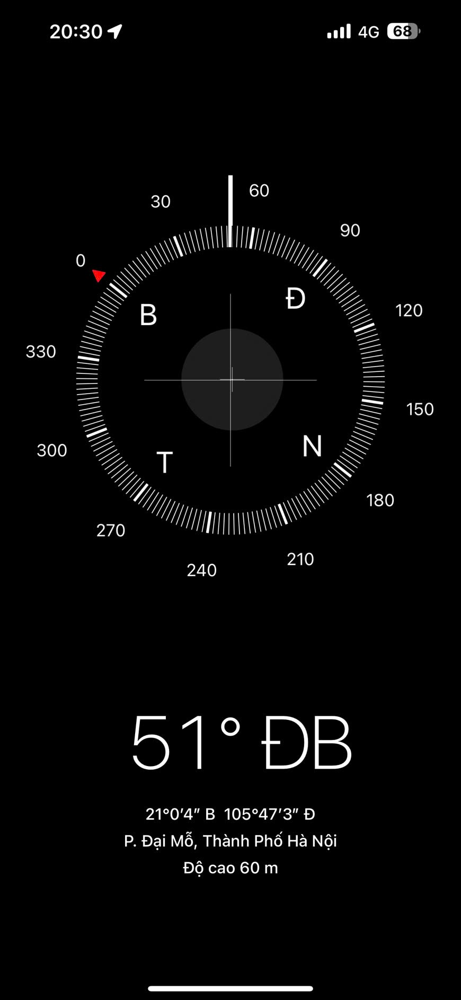 20:30 4G 68
60
30
90
0
B
Đ
120
330
150
300
T
N
180
270
210
240
51° ĐB
21°0′4″ B 105°47′3″ Đ
P. Đại Mỗ, Thành Phố Hà Nội
Độ cao 60 m